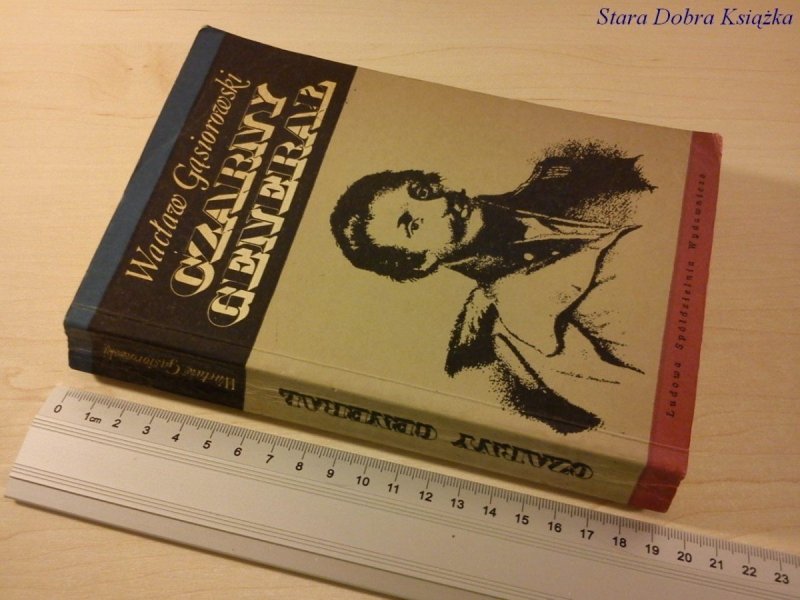 Stara Dobra Książka
Wacław Gąsiorowski
CZARNY
GENERAŁ
Ludowa Spółdzielnia Wydawnicza
Wacław Gąsiorowski
CZARNY GENERAŁ
0 1cm 2 3 4 5 6 7 8 9 10 11 12 13 14 15 16 17 18 19 20 21 22 23